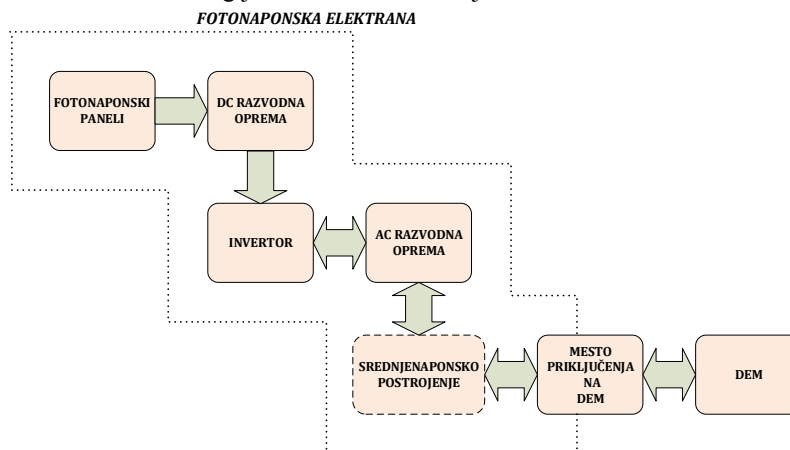 FOTONAPONSKA ELEKTRANA
FOTONAPONSKI
PANELI
DC RAZVODNA
OPREMA
INVERTOR
AC RAZVODNA
OPREMA
SREDNJENAPONSKO
POSTROJENJE
MESTO
PRIKLJUČENJA
NA
DEM
DEM